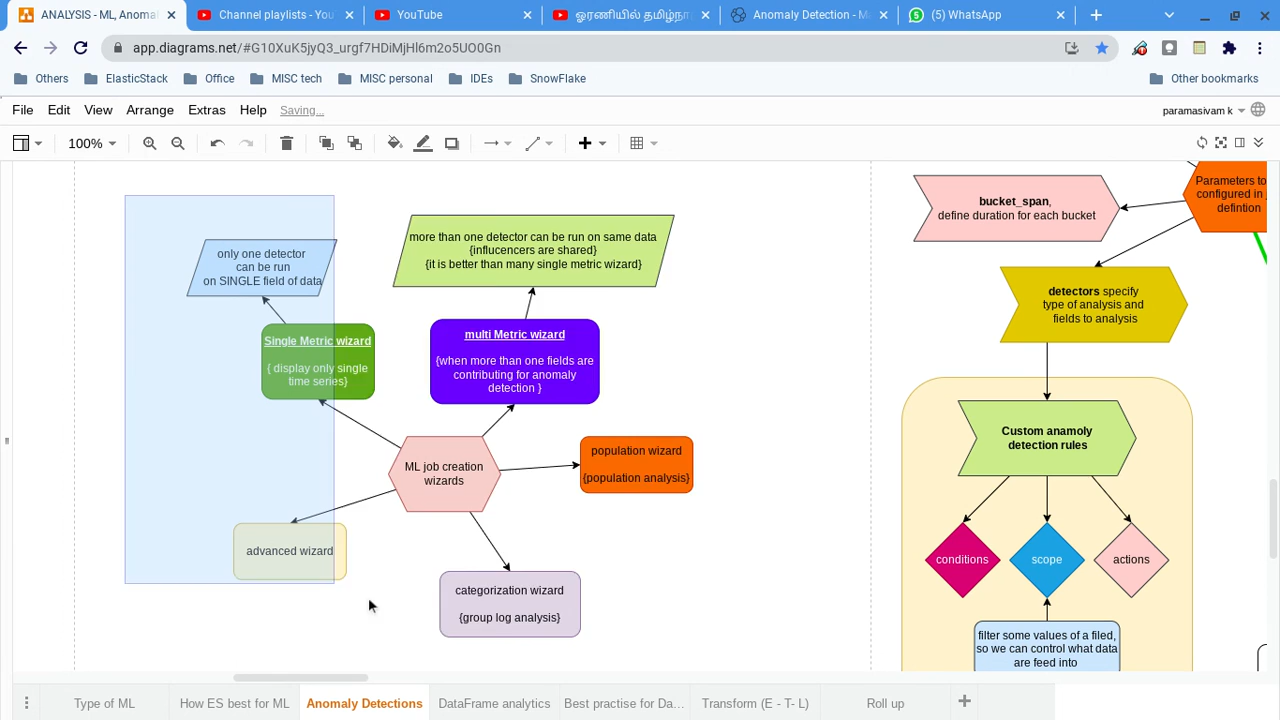 ANALYSIS - ML, Anoma
Channel playlists - You
YouTube
ஓரணியில் தமிழ்நா
Anomaly Detection - M
(5) WhatsApp
app.diagrams.net/#G10XuK5jyQ3_urgf7HDiMjHl6m2o5UO0Gn
Others
ElasticStack
Office
MISC tech
MISC personal
IDEs
SnowFlake
Other bookmarks
File
Edit
View
Arrange
Extras
Help
Saving...
paramasivam k
100%
only one detector
can be run
on SINGLE field of data
more than one detector can be run on same data
{influcencers are shared}
{it is better than many single metric wizard}
Single Metric wizard
{ display only single
time series}
multi Metric wizard
{when more than one fields are
contributing for anomaly
detection }
ML job creation
wizards
population wizard
{population analysis}
advanced wizard
categorization wizard
{group log analysis}
bucket_span,
define duration for each bucket
Parameters to
configured in
defintion
detectors specify
type of analysis and
fields to analysis
Custom anamoly
detection rules
conditions
scope
actions
filter some values of a filed,
so we can control what data
are feed into
Type of ML
How ES best for ML
Anomaly Detections
DataFrame analytics
Best practise for Da...
Transform (E - T- L)
Roll up